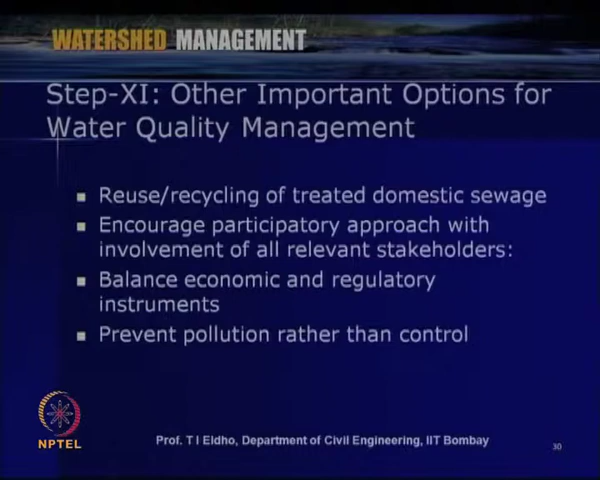 WATERSHED MANAGEMENT
Step-XI: Other Important Options for
Water Quality Management
Reuse/recycling of treated domestic sewage
Encourage participatory approach with
involvement of all relevant stakeholders:
Balance economic and regulatory
instruments
Prevent pollution rather than control
NPTEL
Prof. T I Eldho, Department of Civil Engineering, IIT Bombay
30